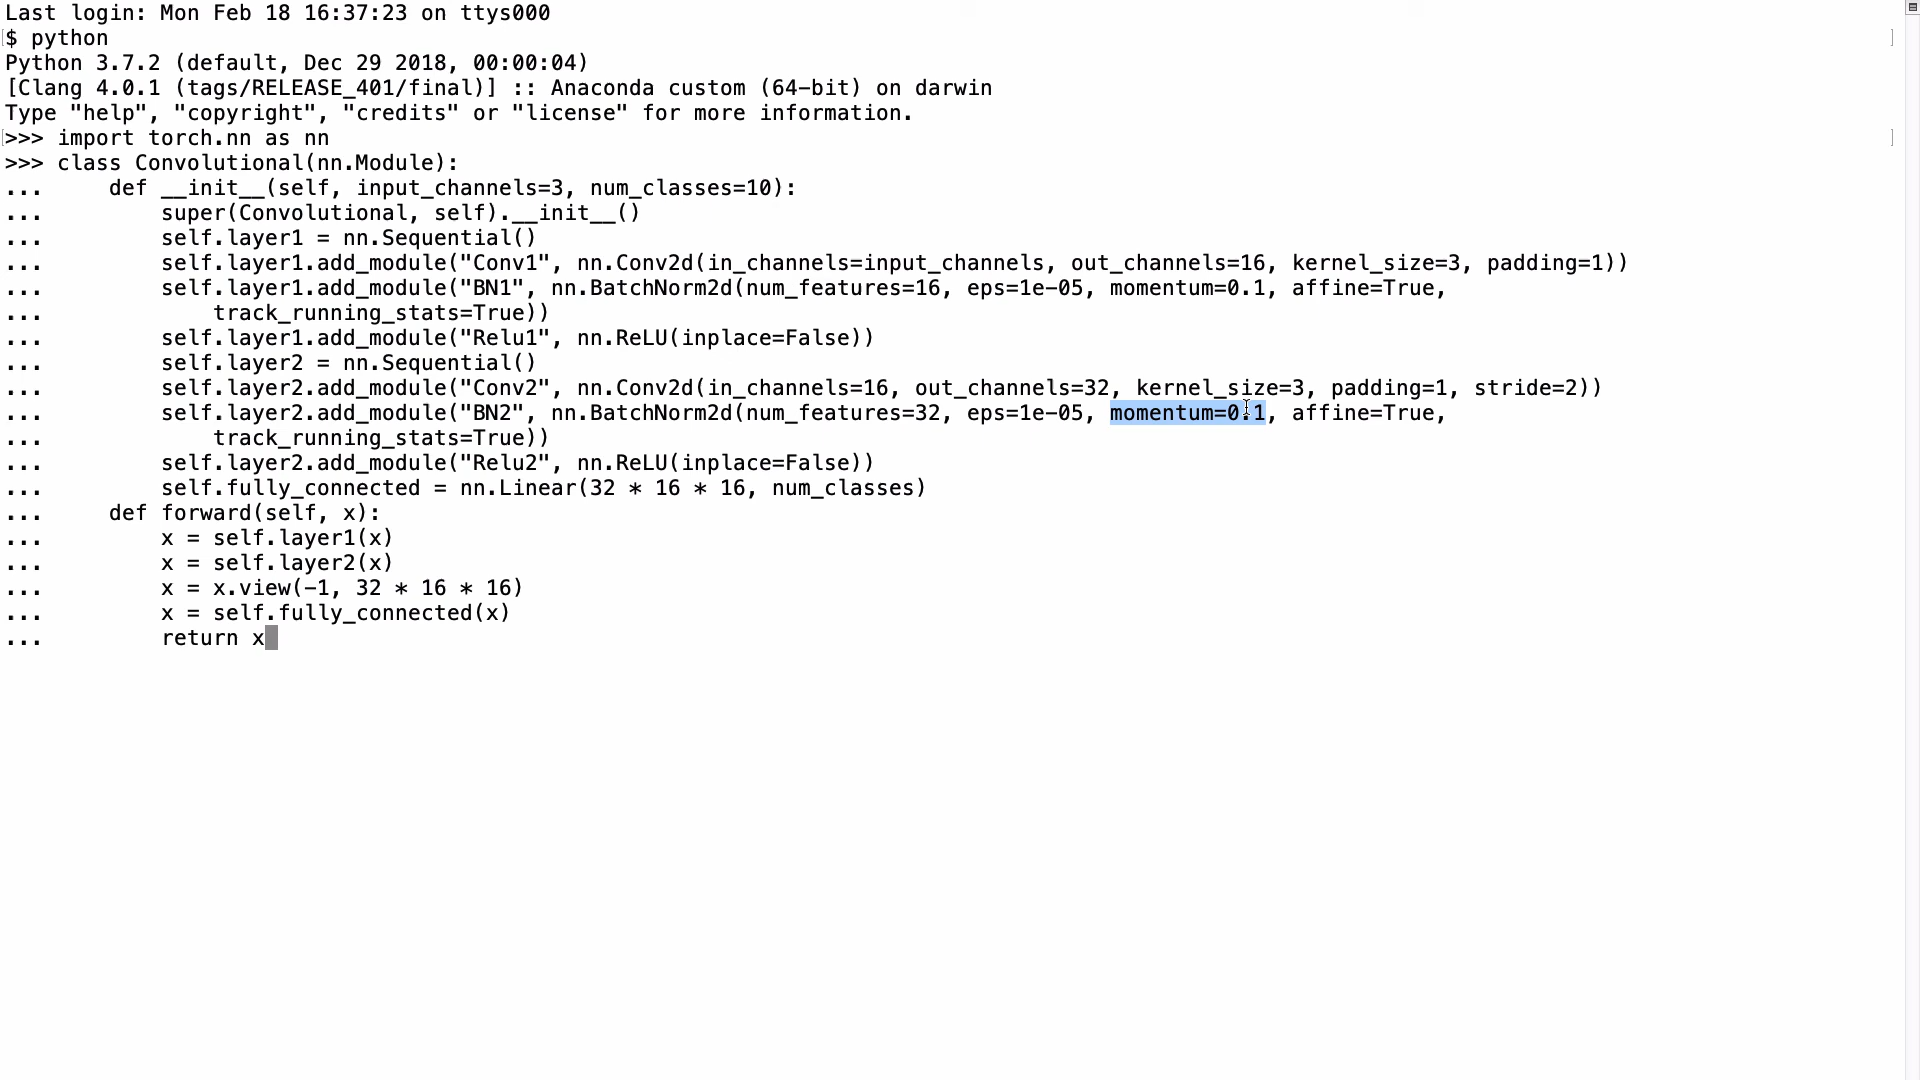 Last login: Mon Feb 18 16:37:23 on ttys000
$ python
Python 3.7.2 (default, Dec 29 2018, 00:00:04)
[Clang 4.0.1 (tags/RELEASE_401/final)] :: Anaconda custom (64-bit) on darwin
Type "help", "copyright", "credits" or "license" for more information.
>>> import torch.nn as nn
>>> class Convolutional(nn.Module):
...     def __init__(self, input_channels=3, num_classes=10):
...         super(Convolutional, self).__init__()
...         self.layer1 = nn.Sequential()
...         self.layer1.add_module("Conv1", nn.Conv2d(in_channels=input_channels, out_channels=16, kernel_size=3, padding=1))
...         self.layer1.add_module("BN1", nn.BatchNorm2d(num_features=16, eps=1e-05, momentum=0.1, affine=True,
...             track_running_stats=True))
...         self.layer1.add_module("Relu1", nn.ReLU(inplace=False))
...         self.layer2 = nn.Sequential()
...         self.layer2.add_module("Conv2", nn.Conv2d(in_channels=16, out_channels=32, kernel_size=3, padding=1, stride=2))
...         self.layer2.add_module("BN2", nn.BatchNorm2d(num_features=32, eps=1e-05, momentum=0.1, affine=True,
...             track_running_stats=True))
...         self.layer2.add_module("Relu2", nn.ReLU(inplace=False))
...         self.fully_connected = nn.Linear(32 * 16 * 16, num_classes)
...     def forward(self, x):
...         x = self.layer1(x)
...         x = self.layer2(x)
...         x = x.view(-1, 32 * 16 * 16)
...         x = self.fully_connected(x)
...         return x